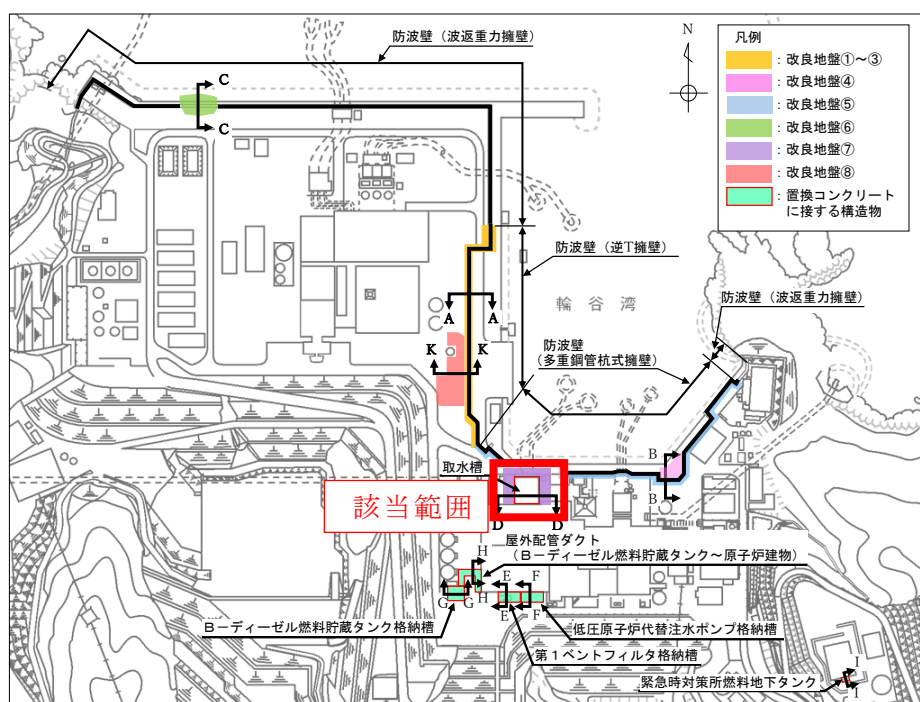 防波壁（波返重力擁壁）
N
凡例
：改良地盤①～③
：改良地盤④
：改良地盤⑤
：改良地盤⑥
：改良地盤⑦
：改良地盤⑧
：置換コンクリート
に接する構造物
C
C
防波壁（逆T擁壁）
輪谷湾
防波壁（波返重力擁壁）
A
A
K
K
防波壁
（多重鋼管杭式擁壁）
B
B
取水槽
該当範囲
D
D
屋外配管ダクト
（B－ディーゼル燃料貯蔵タンク～原子炉建物）
H
H
G
G
E
E
F
F
B－ディーゼル燃料貯蔵タンク格納槽
低圧原子炉代替注水ポンプ格納槽
第1ベントフィルタ格納槽
緊急時対策所燃料地下タンク
I
I